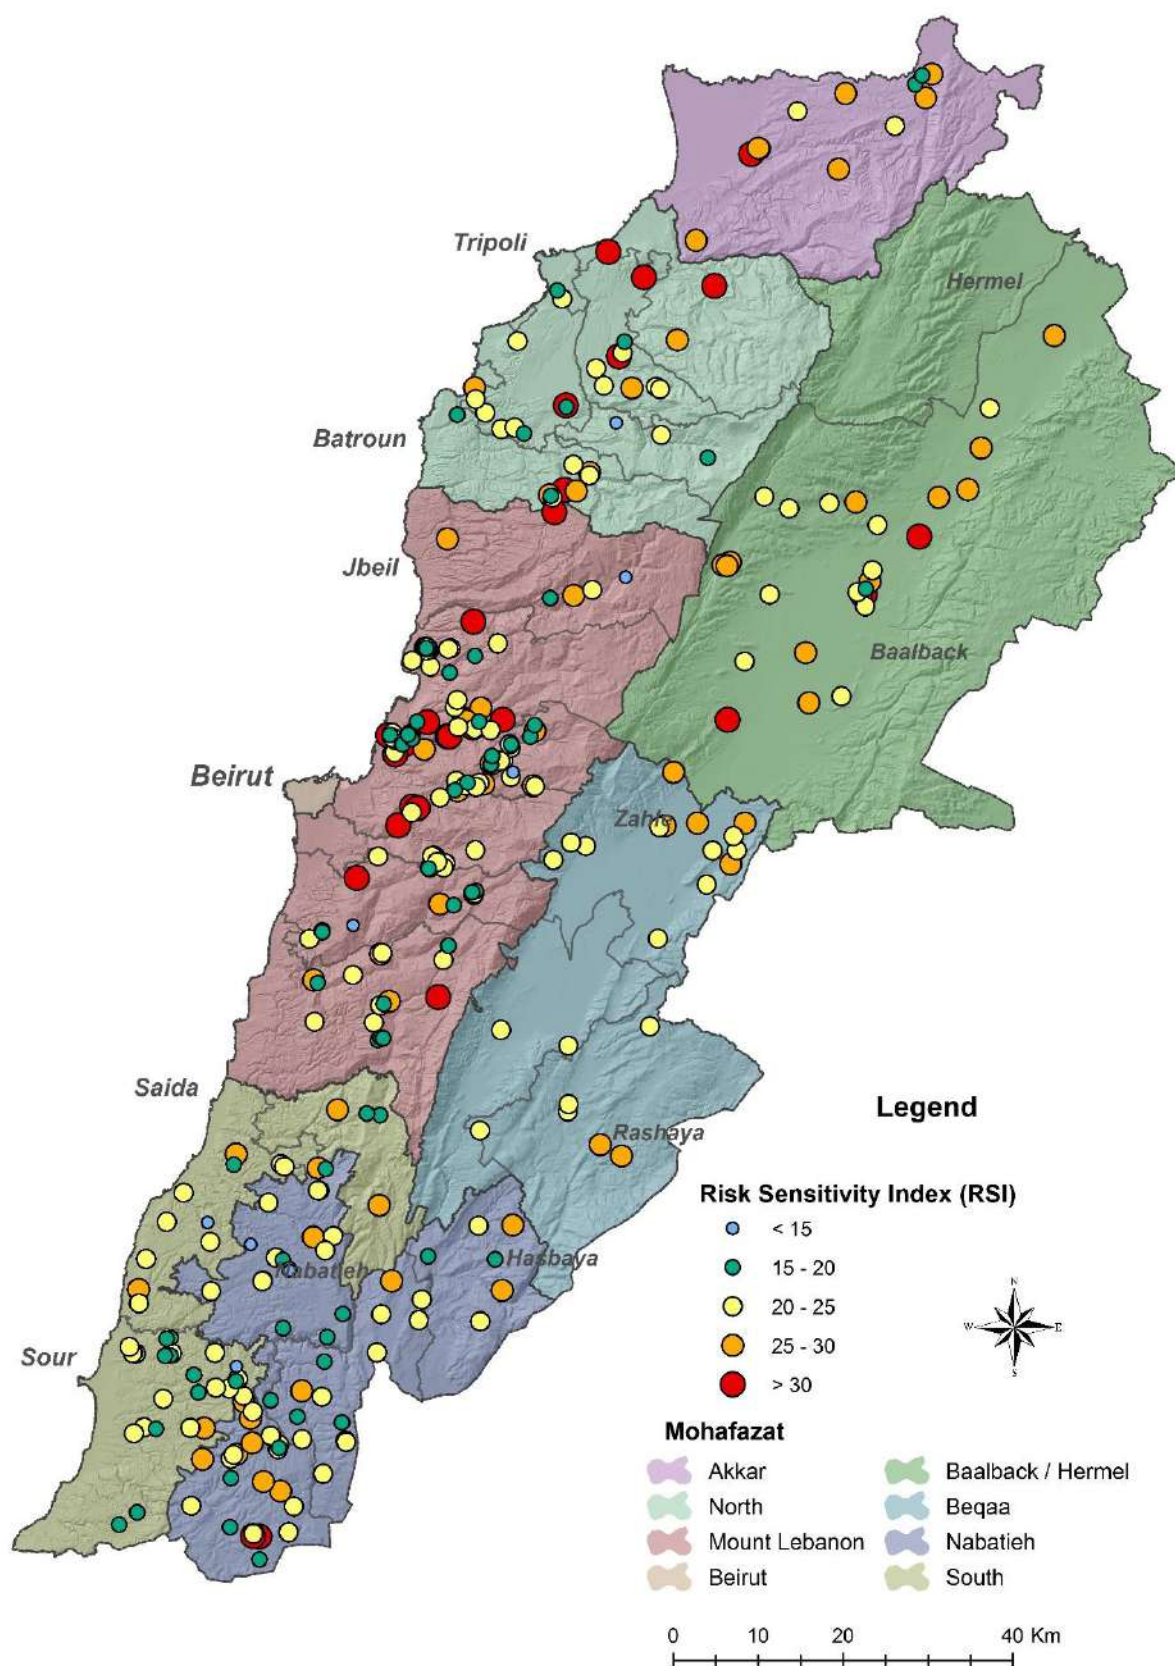 Tripoli
Hermel
Batroun
Jbeil
Baalback
Beirut
Zahle
Saida
Legend
Rashaya
Risk Sensitivity Index (RSI)
< 15
Hasbaya
15 - 20
Nabatieh
20 - 25
N
W
E
S
25 - 30
Sour
> 30
Mohafazat
Akkar
Baalback / Hermel
North
Beqaa
Mount Lebanon
Nabatieh
Beirut
South
0 10 20 40 Km